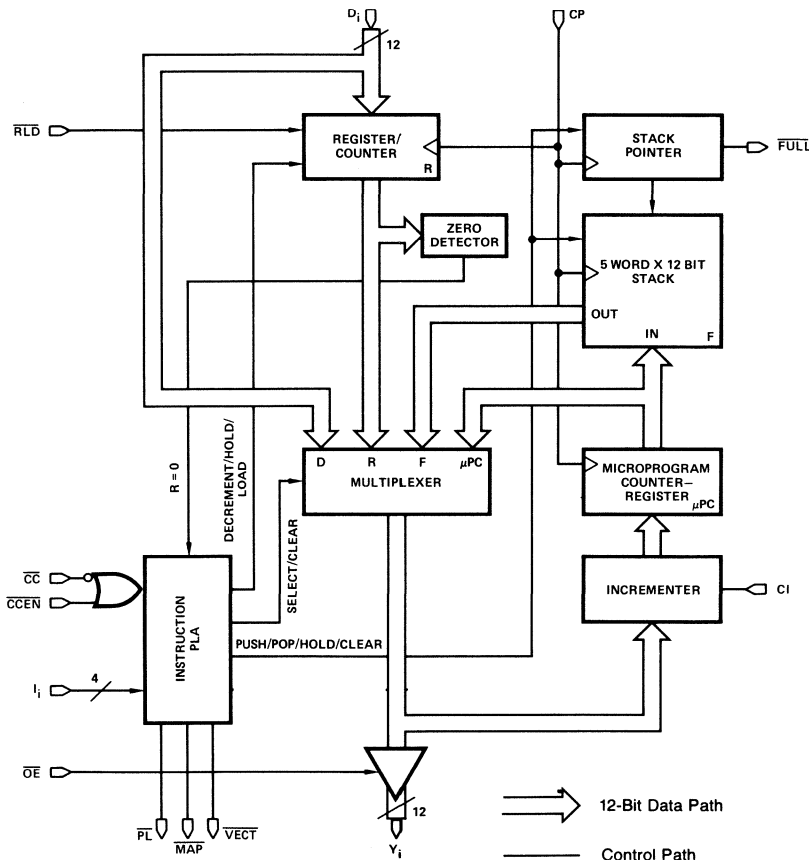 Di
12
CP
RLD
REGISTER/
COUNTER
R
STACK
POINTER
FULL
ZERO
DETECTOR
5 WORD X 12 BIT
STACK
OUT
IN
F
R = 0
DECREMENT/HOLD/
LOAD
D
R
F
μPC
MULTIPLEXER
MICROPROGRAM
COUNTER–
REGISTER
μPC
SELECT/CLEAR
CC
CCEN
INSTRUCTION
PLA
INCREMENTER
CI
PUSH/POP/HOLD/CLEAR
4
Ii
OE
12
PL
MAP
VECT
Yi
12-Bit Data Path
Control Path